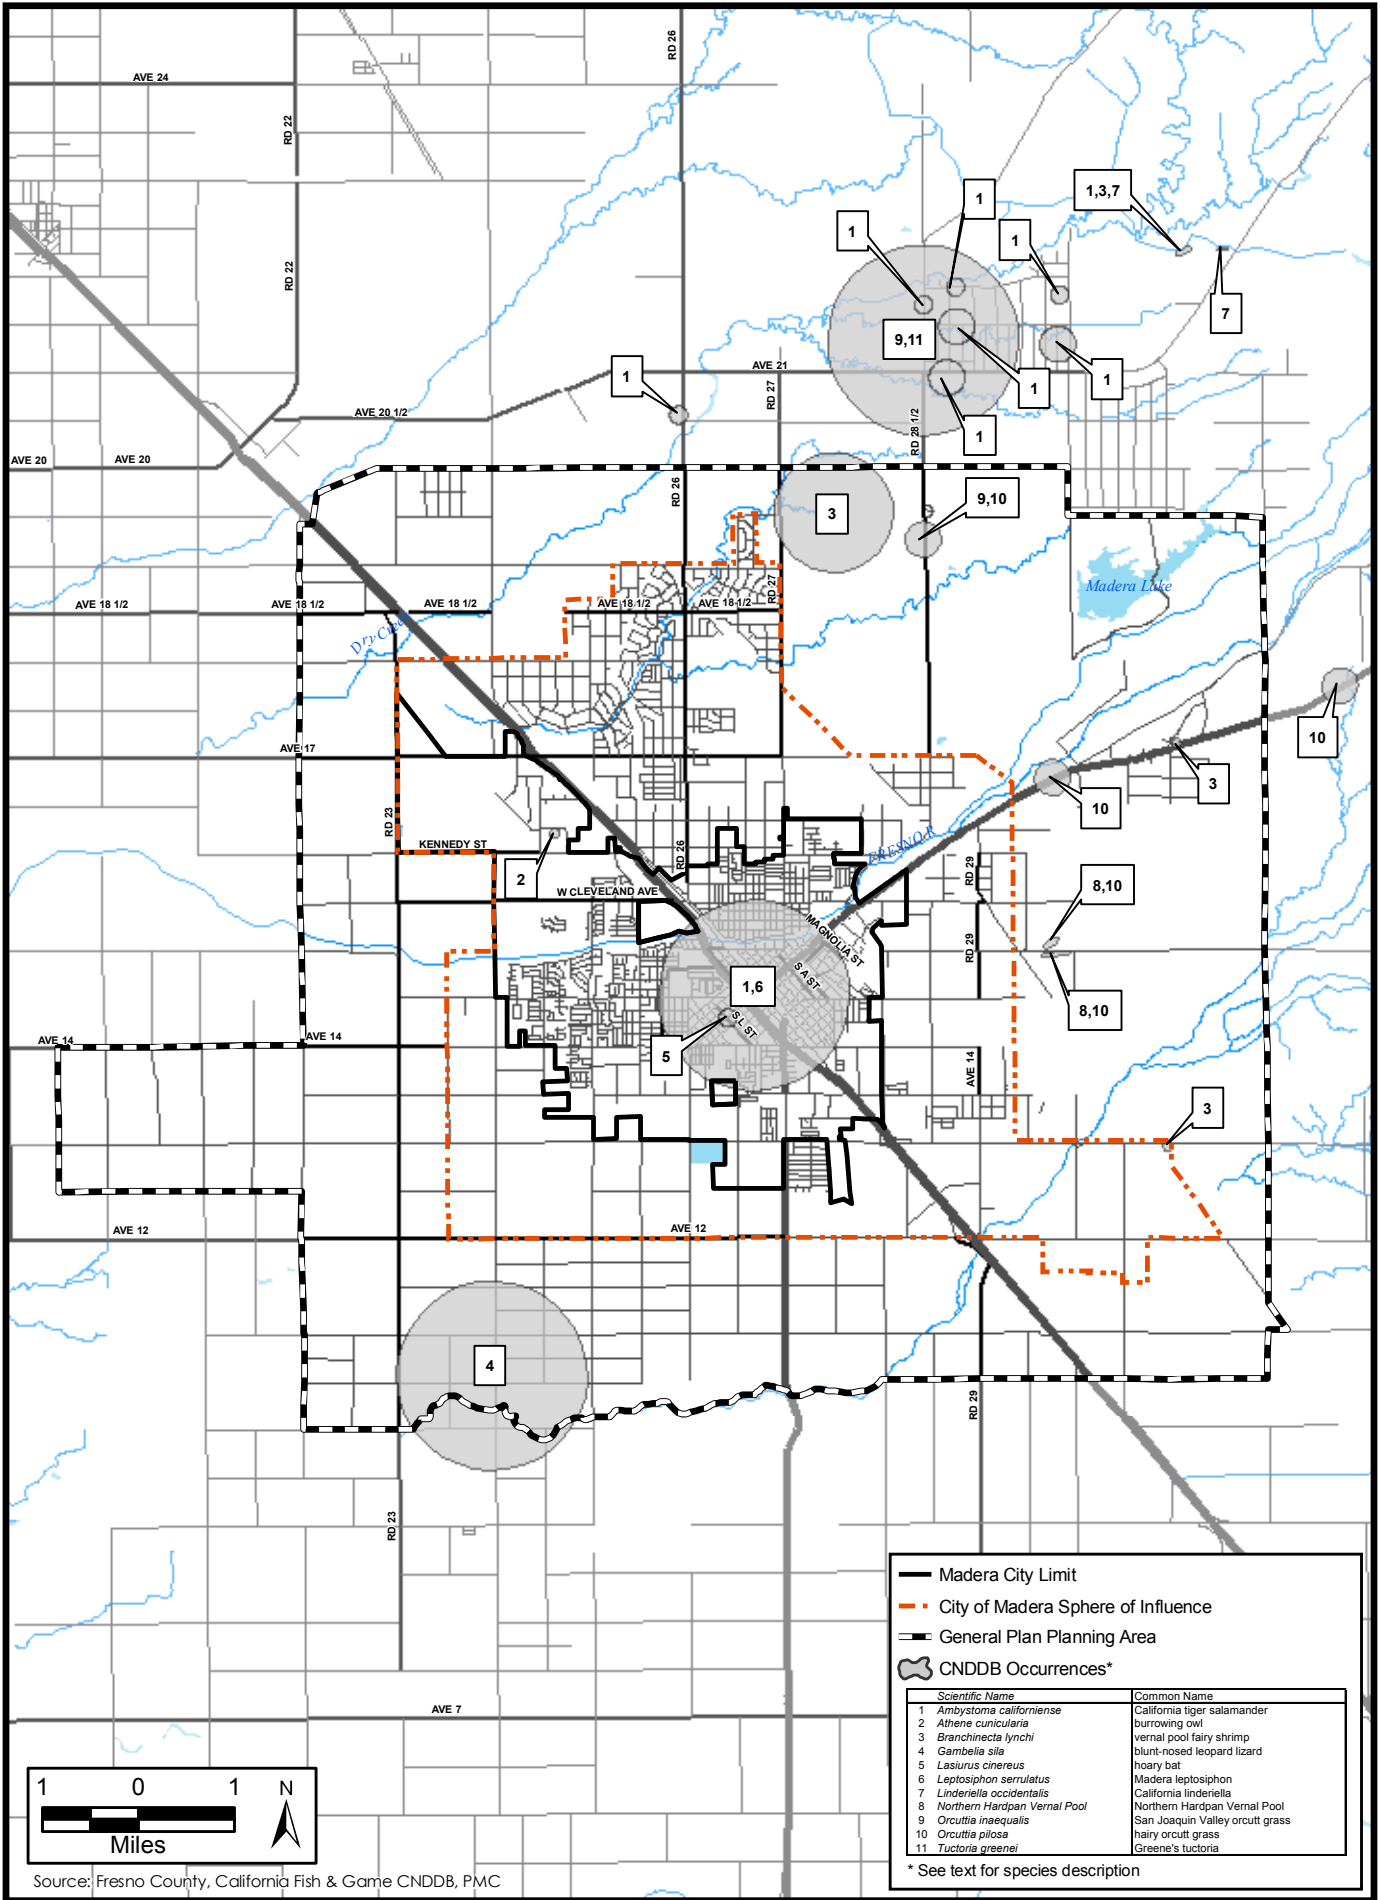 RD 26
AVE 24
RD 22
1,3,7
1
1
1
RD 22
7
9,11
AVE 21
1
1
1
RD 27
AVE 20 1/2
RD 28 1/2
1
AVE 20
AVE 20
RD 26
9,10
3
Madera Lake
RD 27
AVE 18 1/2
AVE 18 1/2
AVE 18 1/2
AVE 18 1/2
AVE 18 1/2
Dry Creek
10
AVE 17
3
10
RD 23
FRESNO R
KENNEDY ST
RD 26
RD 29
2
W CLEVELAND AVE
8,10
MAGNOLIA ST
RD 29
S A ST
1,6
8,10
S L ST
AVE 14
AVE 14
5
AVE 14
3
AVE 12
AVE 12
4
RD 29
RD 23
AVE 7
Madera City Limit
City of Madera Sphere of Influence
General Plan Planning Area
CNDDB Occurrences*
Scientific Name Common Name
1 Ambystoma californiense California tiger salamander
2 Athene cunicularia burrowing owl
3 Branchinecta lynchi vernal pool fairy shrimp
4 Gambelia sila blunt-nosed leopard lizard
5 Lasiurus cinereus hoary bat
6 Leptosiphon serrulatus Madera leptosiphon
7 Linderiella occidentalis California linderiella
8 Northern Hardpan Vernal Pool Northern Hardpan Vernal Pool
9 Orcuttia inaequalis San Joaquin Valley orcutt grass
10 Orcuttia pilosa hairy orcutt grass
11 Tuctoria greenei Greene's tuctoria
* See text for species description
1 0 1 N
Miles
Source: Fresno County, California Fish & Game CNDDB, PMC